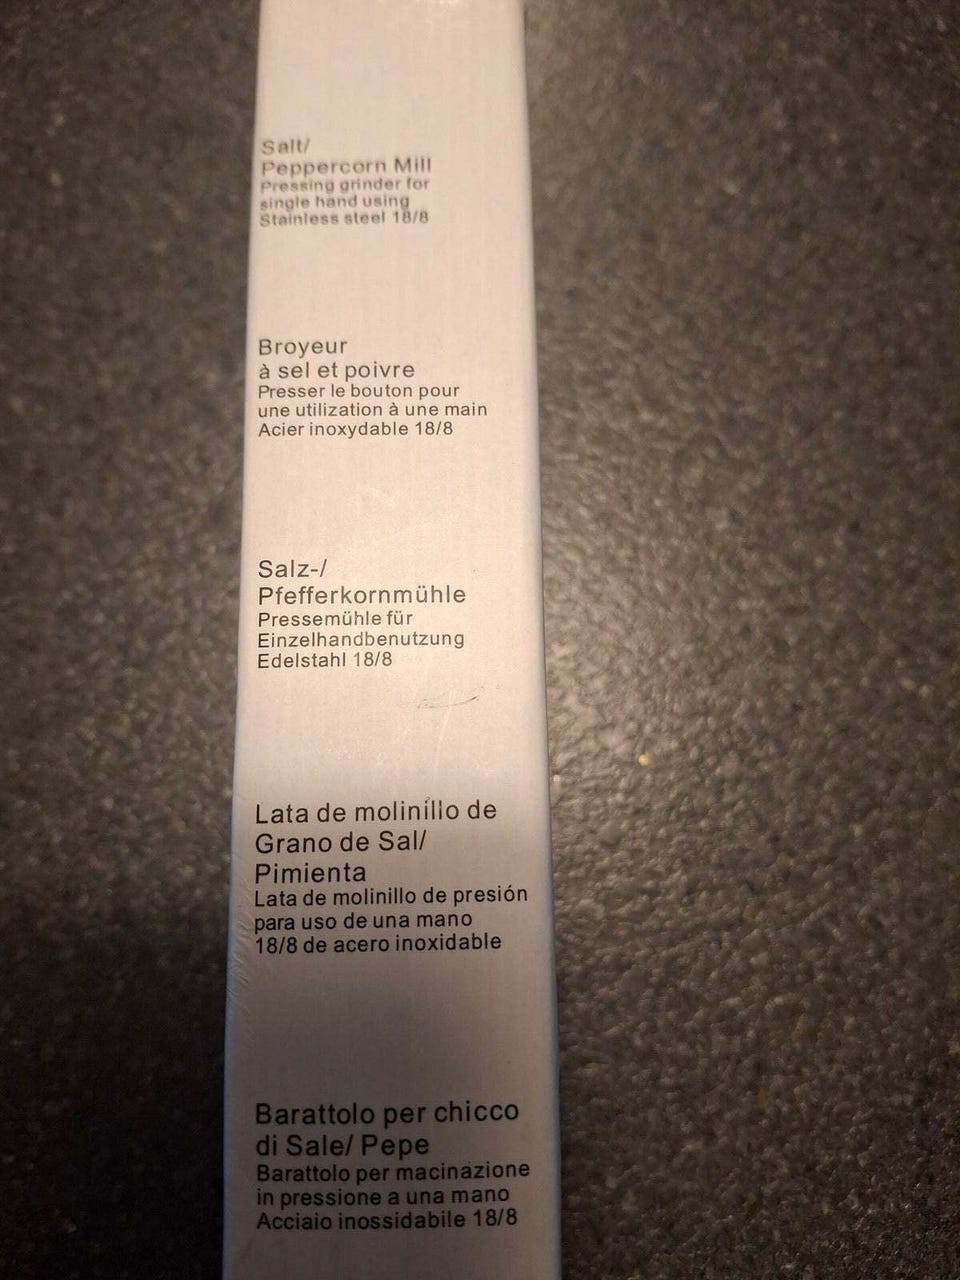 Salt/
Peppercorn Mill
Pressing grinder for
single hand using
Stainless steel 18/8
Broyeur
à sel et poivre
Presser le bouton pour
une utilization à une main
Acier inoxydable 18/8
Salz-/
Pfefferkornmühle
Pressemühle für
Einzelhandbenutzung
Edelstahl 18/8
Lata de molinillo de
Grano de Sal/
Pimienta
Lata de molinillo de presión
para uso de una mano
18/8 de acero inoxidable
Barattolo per chicco
di Sale/ Pepe
Barattolo per macinazione
in pressione a una mano
Acciaio inossidabile 18/8